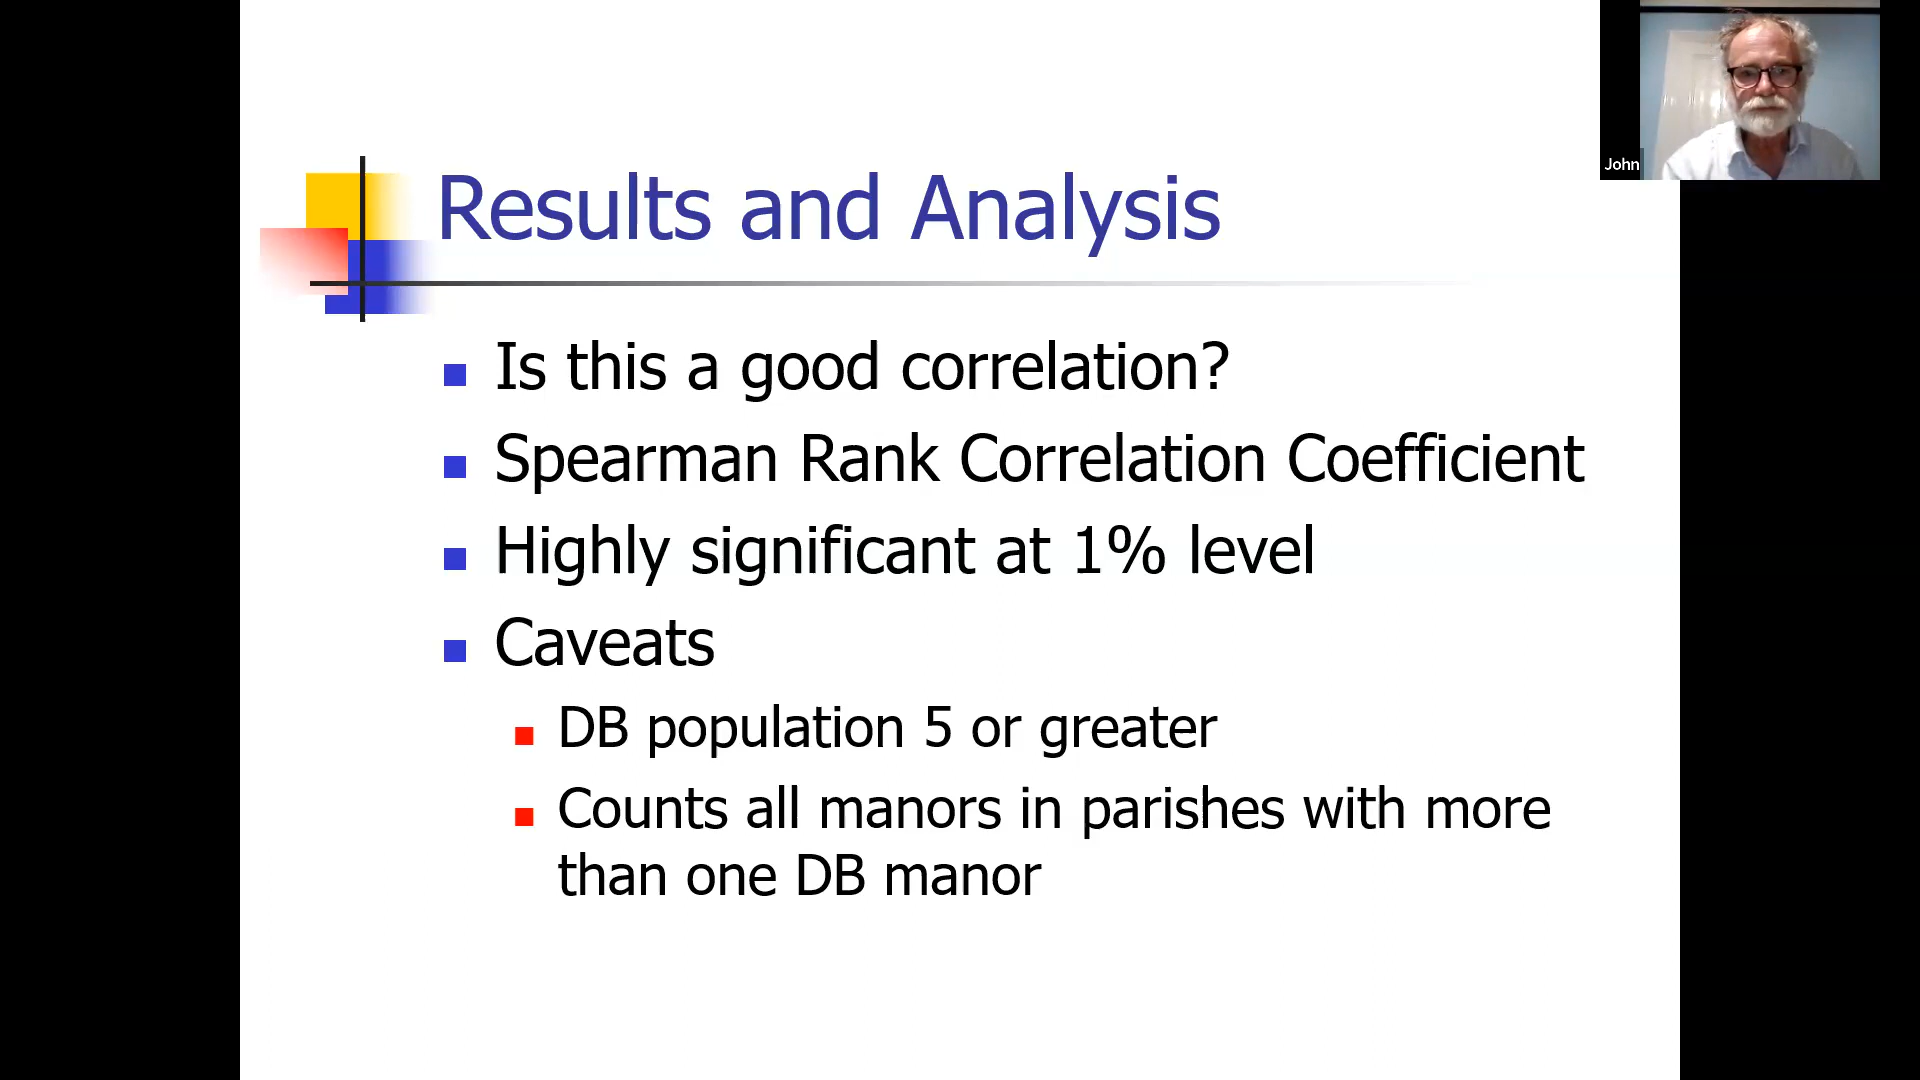 John
Results and Analysis
Is this a good correlation?
Spearman Rank Correlation Coefficient
Highly significant at 1% level
Caveats
DB population 5 or greater
Counts all manors in parishes with more
than one DB manor